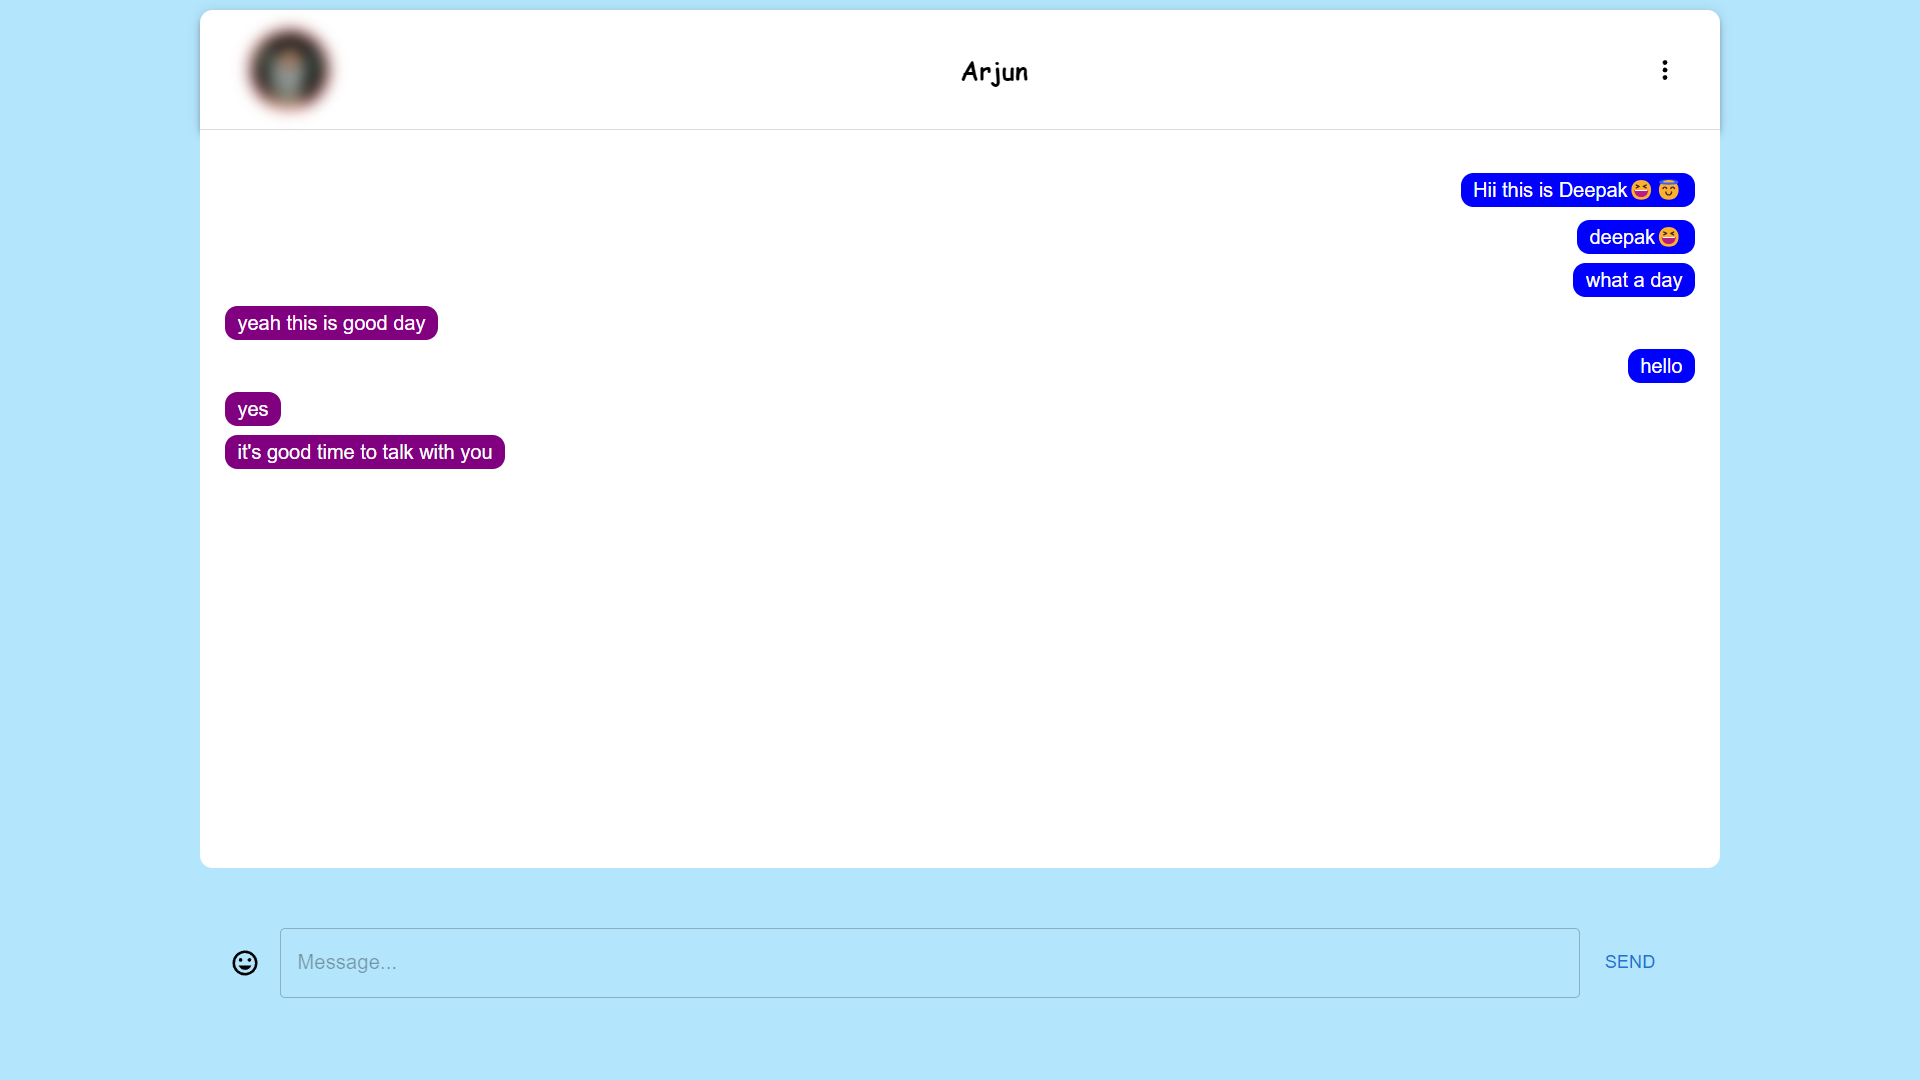 Arjun
Hii this is Deepak😆 😇
deepak😆
what a day
yeah this is good day
hello
yes
it's good time to talk with you
Message...
SEND